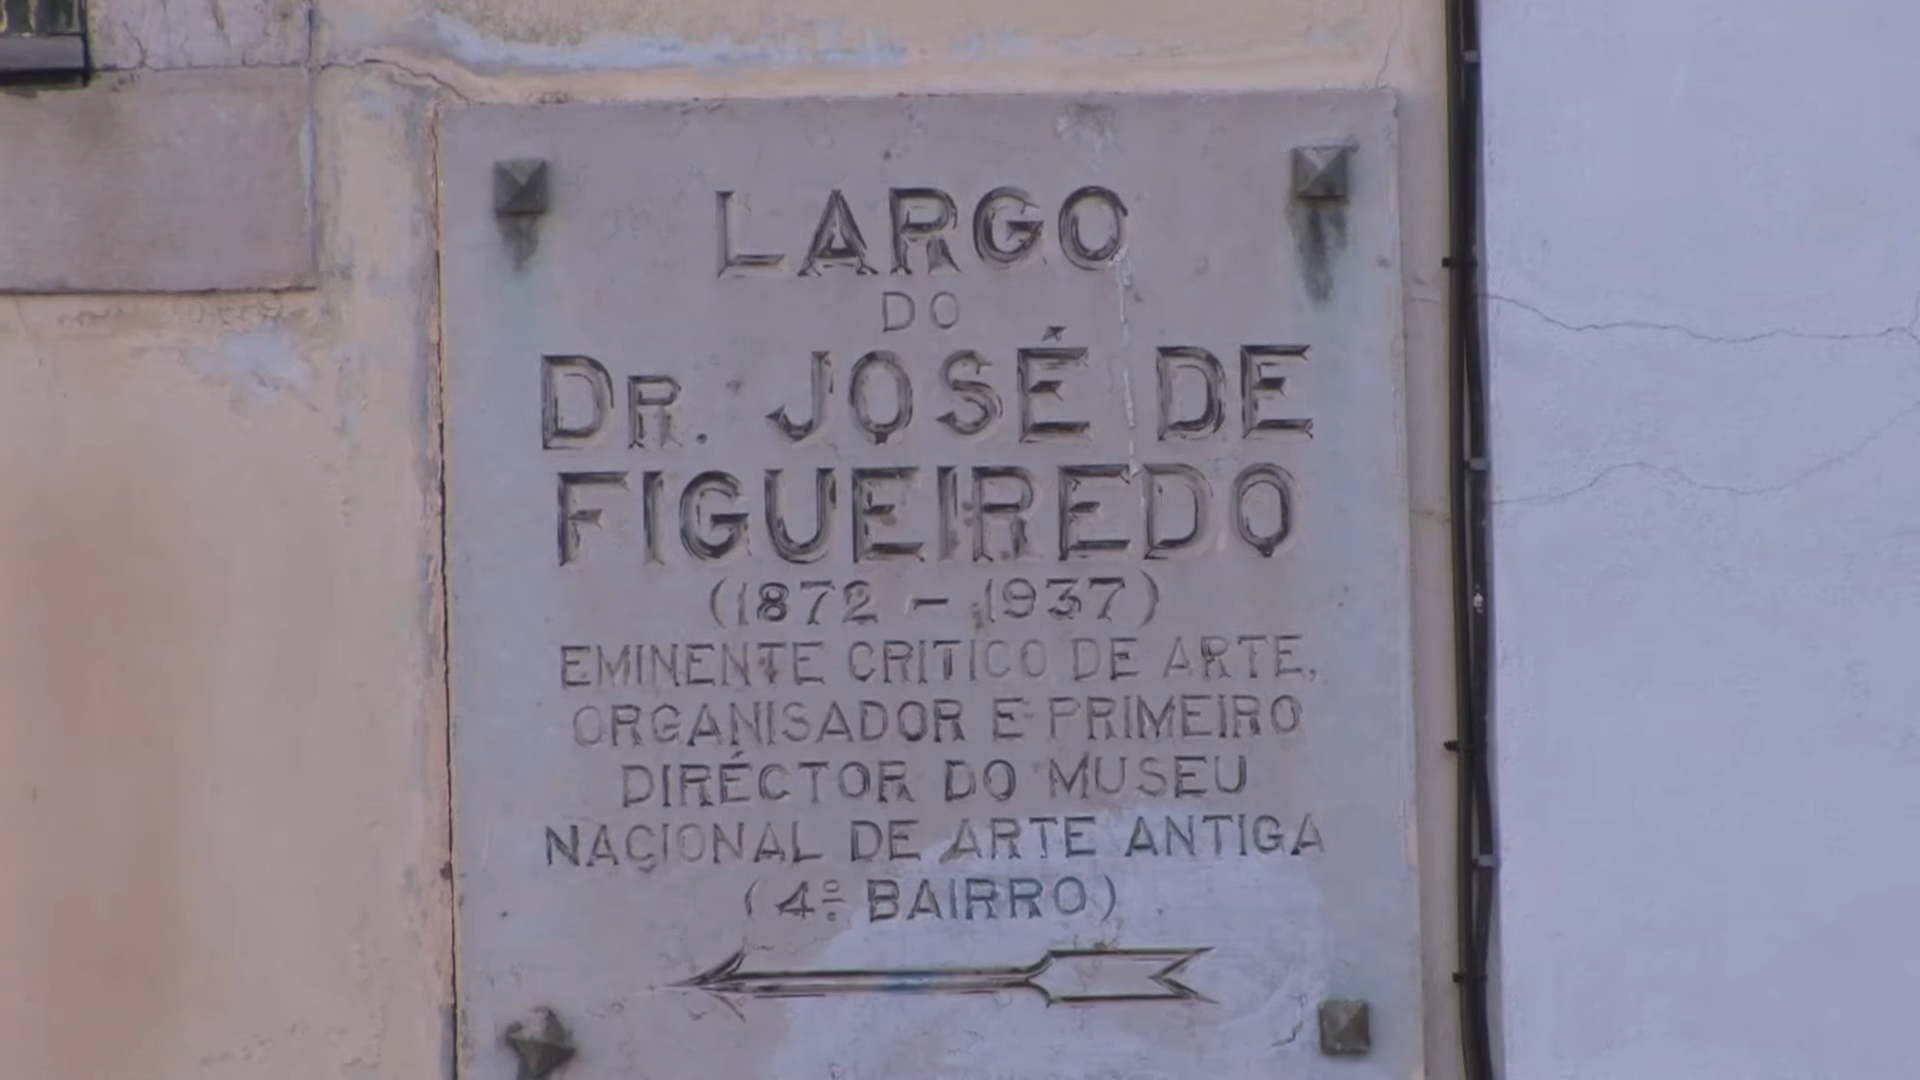 LARGO
DO
DR. JOSÉ DE
FIGUEIREDO
(1872 – 1937)
EMINENTE CRITICO DE ARTE,
ORGANISADOR E PRIMEIRO
DIRÉCTOR DO MUSEU
NACIONAL DE ARTE ANTIGA
(4º BAIRRO)